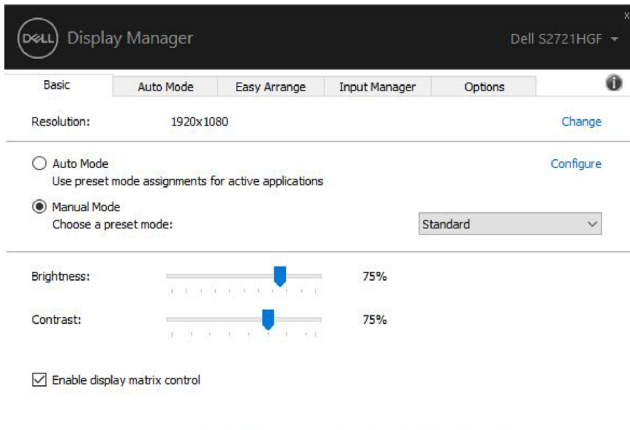 DELL Display Manager
Dell S2721HGF
x
Basic Auto Mode Easy Arrange Input Manager Options
Resolution: 1920x1080 Change
Auto Mode Configure
Use preset mode assignments for active applications
Manual Mode
Choose a preset mode: Standard
Brightness: 75%
Contrast: 75%
Enable display matrix control